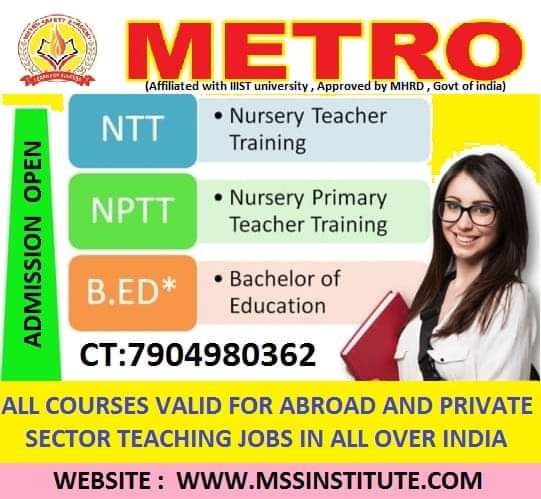 METRO
(Affiliated with IIIST university , Approved by MHRD , Govt of india)
ADMISSION OPEN
NTT
• Nursery Teacher
Training
NPTT
• Nursery Primary
Teacher Training
B.ED*
• Bachelor of
Education
CT:7904980362
ALL COURSES VALID FOR ABROAD AND PRIVATE
SECTOR TEACHING JOBS IN ALL OVER INDIA
WEBSITE : WWW.MSSINSTITUTE.COM